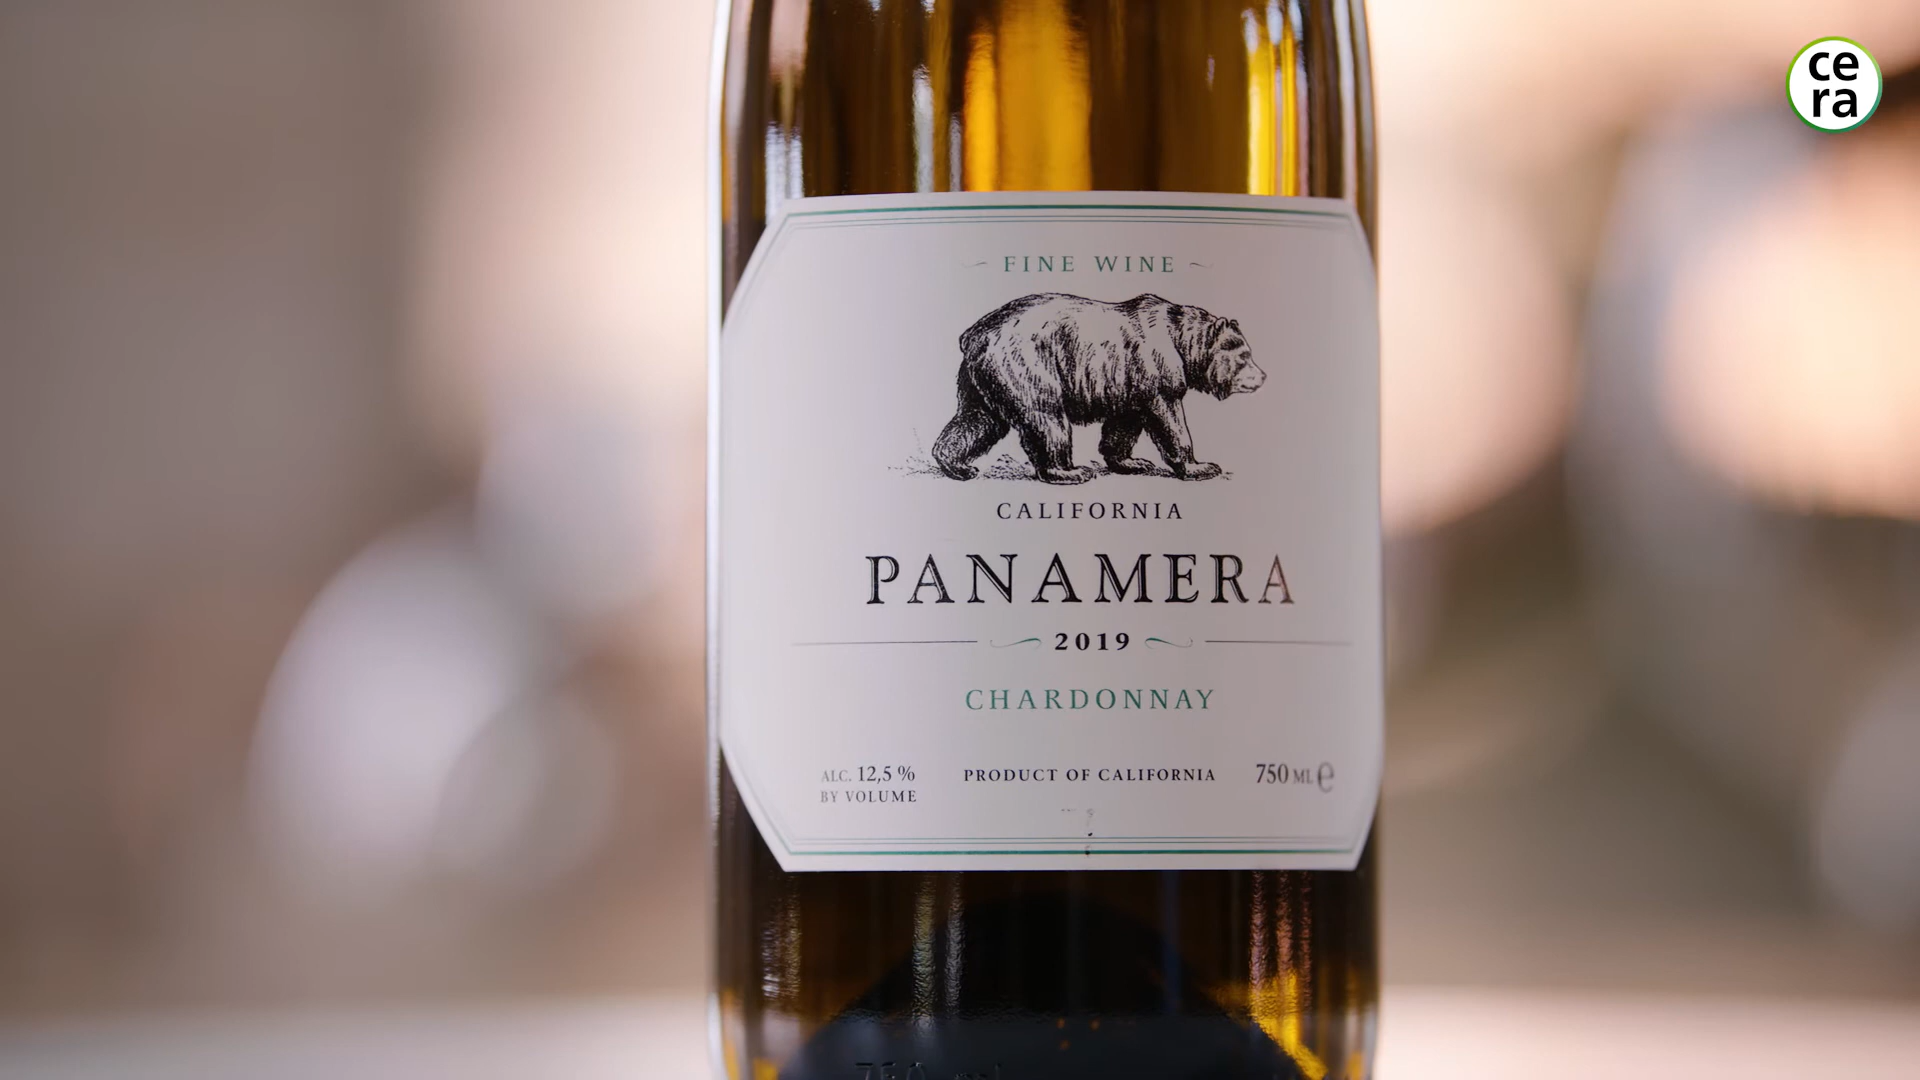 ce
ra
FINE WINE
CALIFORNIA
PANAMERA
2019
CHARDONNAY
ALC. 12,5 %
BY VOLUME
PRODUCT OF CALIFORNIA
750 ML ℮